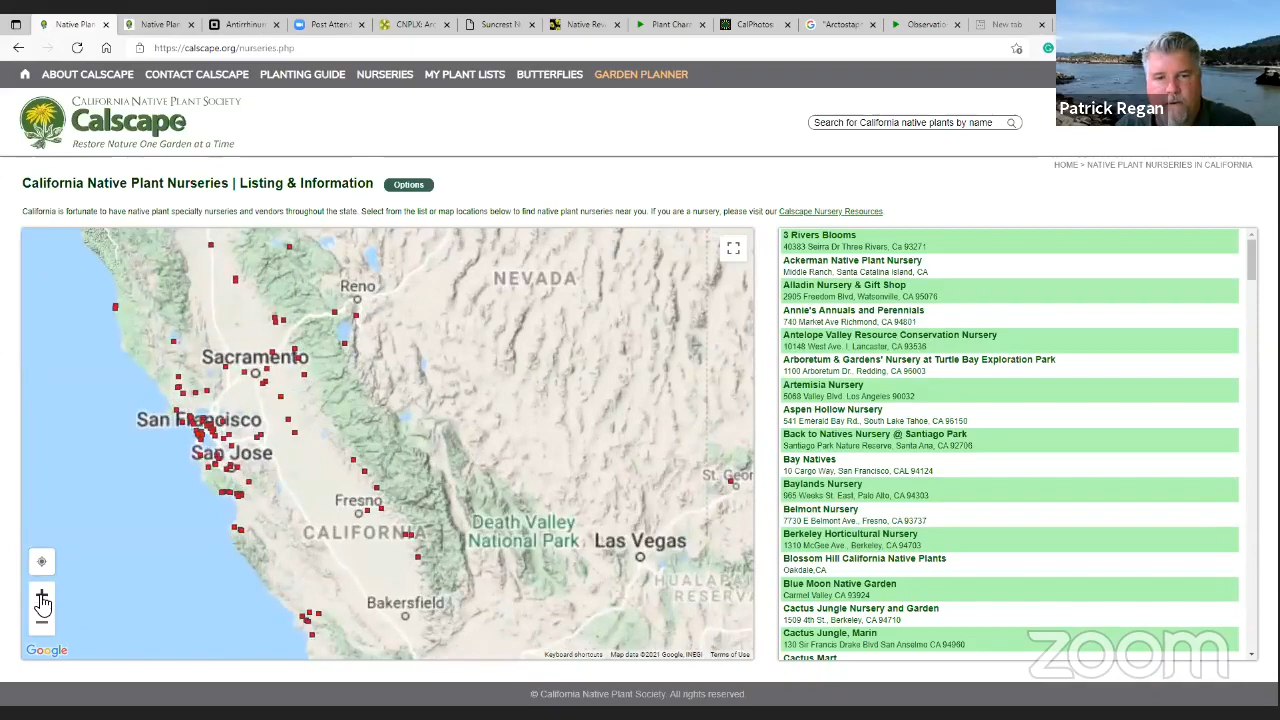 Native Plan
Native Plan
Antirrhinum
Post Attend
CNPLX: Arc
Suncrest N
Native Rev
Plant Chart
CalPhotos:
"Arctostap
Observatio
New tab
https://calscape.org/nurseries.php
ABOUT CALSCAPE CONTACT CALSCAPE PLANTING GUIDE NURSERIES MY PLANT LISTS BUTTERFLIES GARDEN PLANNER
Patrick Regan
CALIFORNIA NATIVE PLANT SOCIETY
Calscape
Restore Nature One Garden at a Time
Search for California native plants by name
HOME > NATIVE PLANT NURSERIES IN CALIFORNIA
California Native Plant Nurseries | Listing & Information Options
California is fortunate to have native plant specialty nurseries and vendors throughout the state. Select from the list or map locations below to find native plant nurseries near you. If you are a nursery, please visit our Calscape Nursery Resources.
NEVADA
Reno
Sacramento
San Francisco
San Jose
Fresno
CALIFORNIA
Death Valley
National Park
Las Vegas
St. Geor
HUALAPA
RESERV
Bakersfield
Google
Keyboard shortcuts Map data ©2021 Google, INEGI Terms of Use
3 Rivers Blooms
40383 Seirra Dr Three Rivers, Ca 93271
Ackerman Native Plant Nursery
Middle Ranch, Santa Catalina Island, CA
Alladin Nursery & Gift Shop
2905 Freedom Blvd, Watsonville, CA 95076
Annie's Annuals and Perennials
740 Market Ave Richmond, CA 94801
Antelope Valley Resource Conservation Nursery
10148 West Ave. I, Lancaster, CA 93536
Arboretum & Gardens' Nursery at Turtle Bay Exploration Park
1100 Arboretum Dr., Redding, CA 96003
Artemisia Nursery
5068 Valley Blvd. Los Angeles 90032
Aspen Hollow Nursery
541 Emerald Bay Rd., South Lake Tahoe, CA 96150
Back to Natives Nursery @ Santiago Park
Santiago Park Nature Reserve, Santa Ana, CA 92706
Bay Natives
10 Cargo Way, San Francisco, CAL 94124
Baylands Nursery
965 Weeks St. East, Palo Alto, CA 94303
Belmont Nursery
7730 E Belmont Ave., Fresno, CA 93737
Berkeley Horticultural Nursery
1310 McGee Ave., Berkeley, CA 94703
Blossom Hill California Native Plants
Oakdale,CA
Blue Moon Native Garden
Carmel Valley CA 93924
Cactus Jungle Nursery and Garden
1509 4th St., Berkeley, CA 94710
Cactus Jungle, Marin
130 Sir Francis Drake Blvd San Anselmo CA 94960
Cactus Mart
zoom
© California Native Plant Society. All rights reserved.